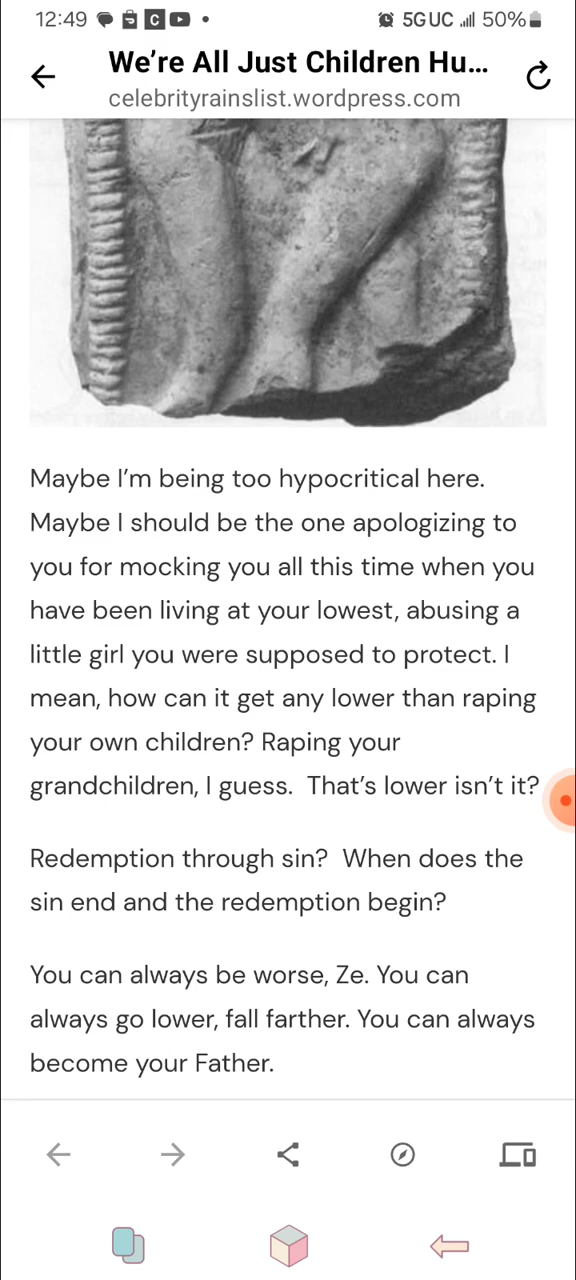 12:49
5G UC 50%
We’re All Just Children Hu...
celebrityrainslist.wordpress.com
Maybe I’m being too hypocritical here.
Maybe I should be the one apologizing to
you for mocking you all this time when you
have been living at your lowest, abusing a
little girl you were supposed to protect. I
mean, how can it get any lower than raping
your own children? Raping your
grandchildren, I guess.  That’s lower isn’t it?
Redemption through sin?  When does the
sin end and the redemption begin?
You can always be worse, Ze. You can
always go lower, fall farther. You can always
become your Father.